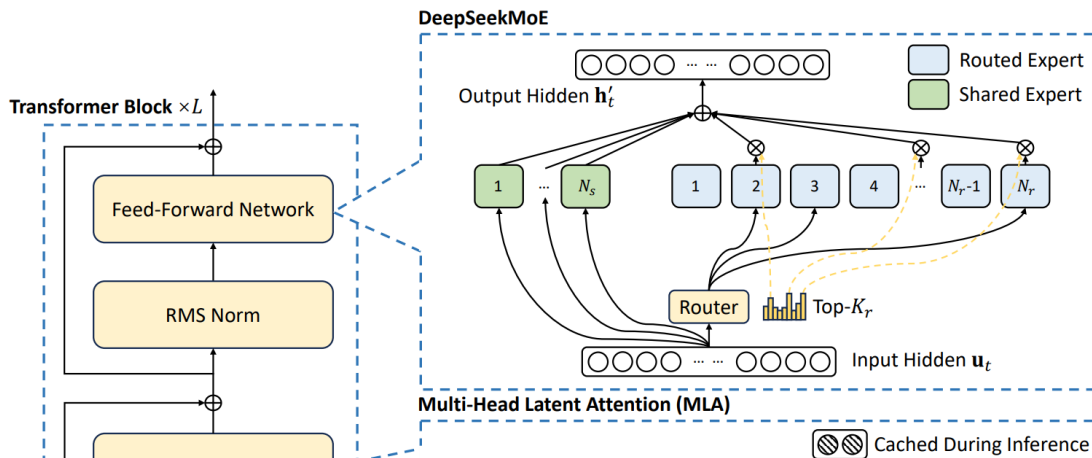 DeepSeekMoE
Routed Expert
Shared Expert
Output Hidden 𝐡′ₜ
Transformer Block ×𝐿
1
...
𝑁ₛ
1
2
3
4
...
𝑁ᵣ-1
𝑁ᵣ
Feed-Forward Network
RMS Norm
Router
Top-𝐾ᵣ
Input Hidden 𝐮ₜ
Multi-Head Latent Attention (MLA)
Cached During Inference